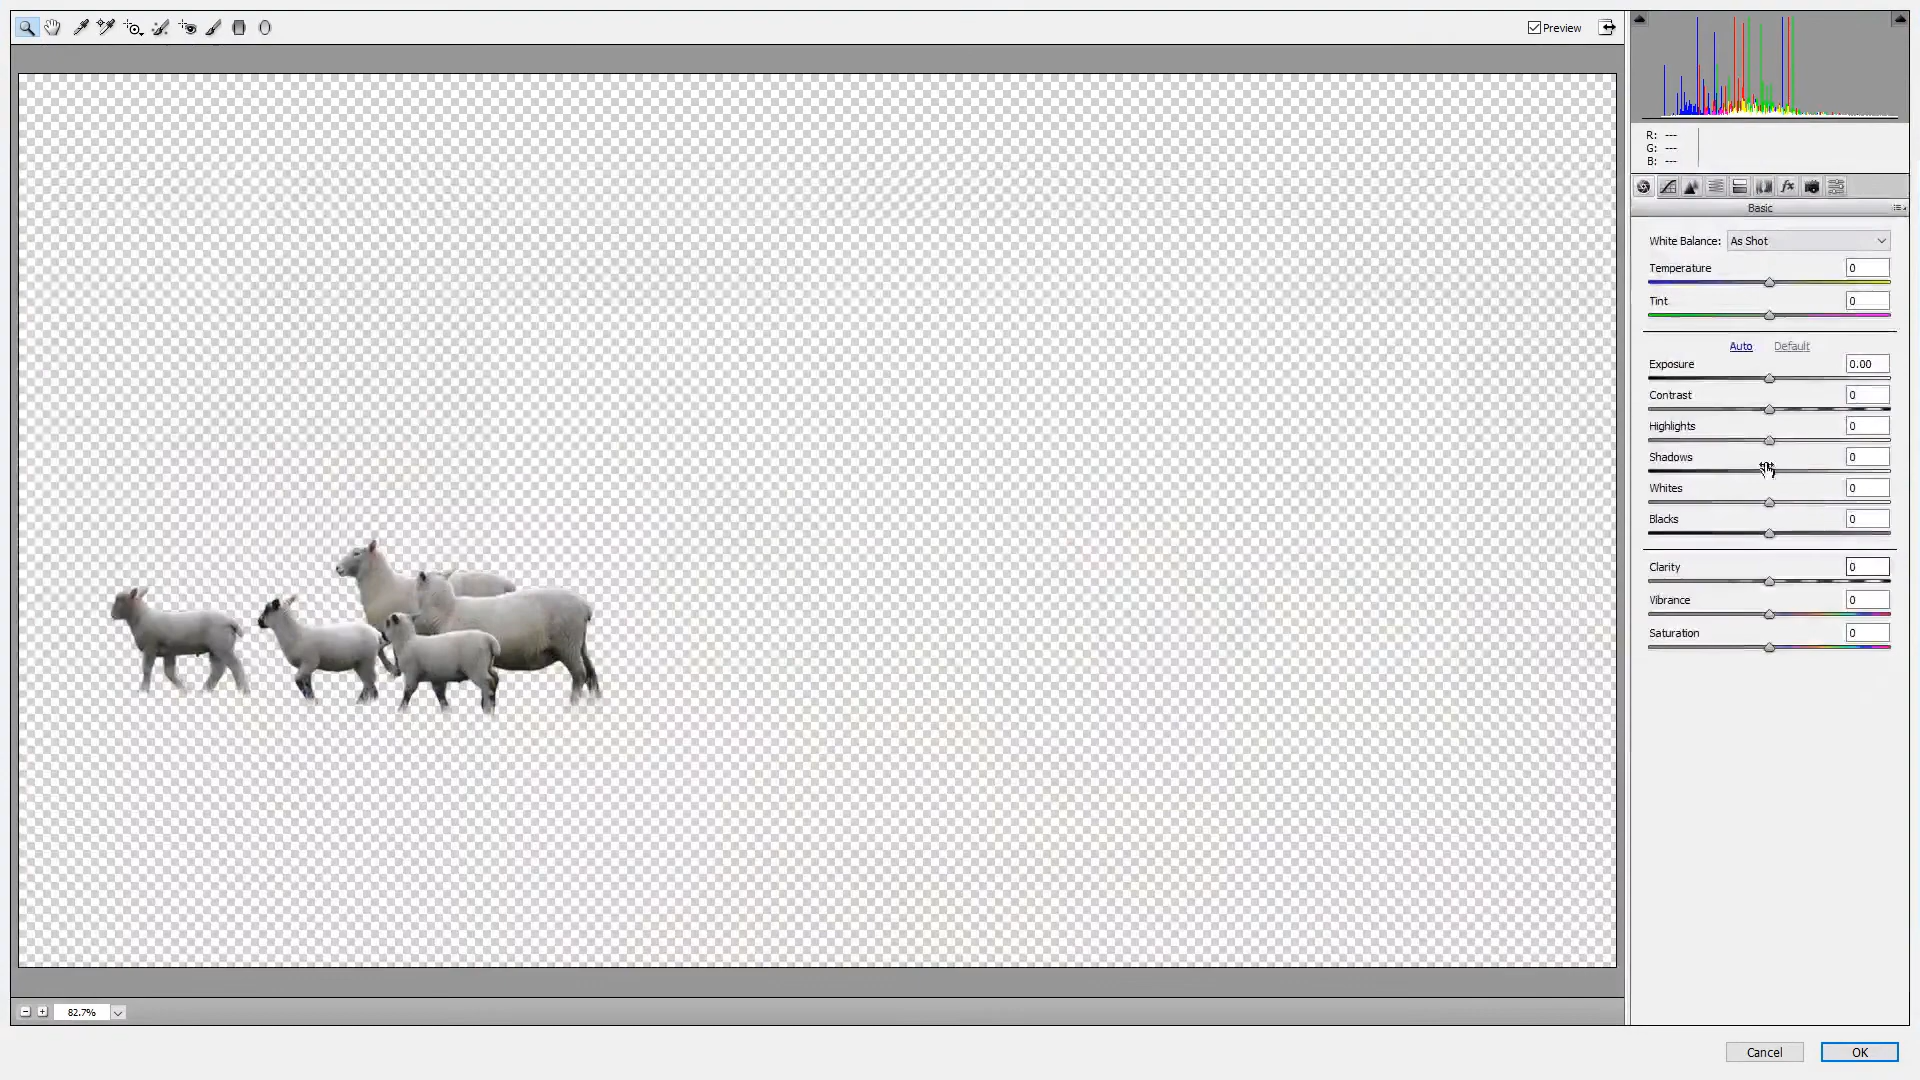 Preview
R: ---
G: ---
B: ---
fx
Basic
White Balance: As Shot
Temperature 0
Tint 0
Auto Default
Exposure 0.00
Contrast 0
Highlights 0
Shadows 0
Whites 0
Blacks 0
Clarity 0
Vibrance 0
Saturation 0
82.7%
Cancel OK